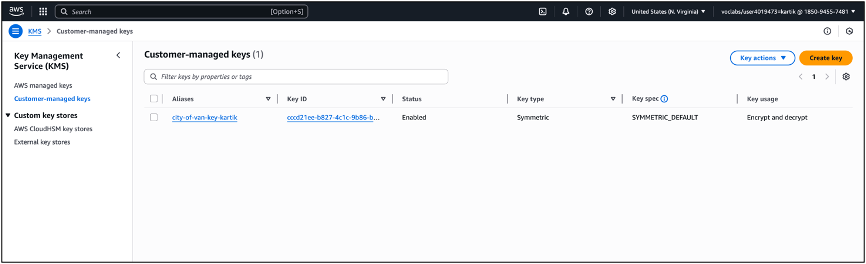 aws Search [Option+S] United States (N. Virginia) voclabs/user4019473=kartik @ 1850-9455-7481
KMS > Customer-managed keys
Key Management Service (KMS)
AWS managed keys
Customer-managed keys
Custom key stores
AWS CloudHSM key stores
External key stores
Customer-managed keys (1)
Key actions Create key
Filter keys by properties or tags
1
Aliases Key ID Status Key type Key spec Key usage
city-of-van-key-kartik cccd21ee-b827-4c1c-9b86-b... Enabled Symmetric SYMMETRIC_DEFAULT Encrypt and decrypt